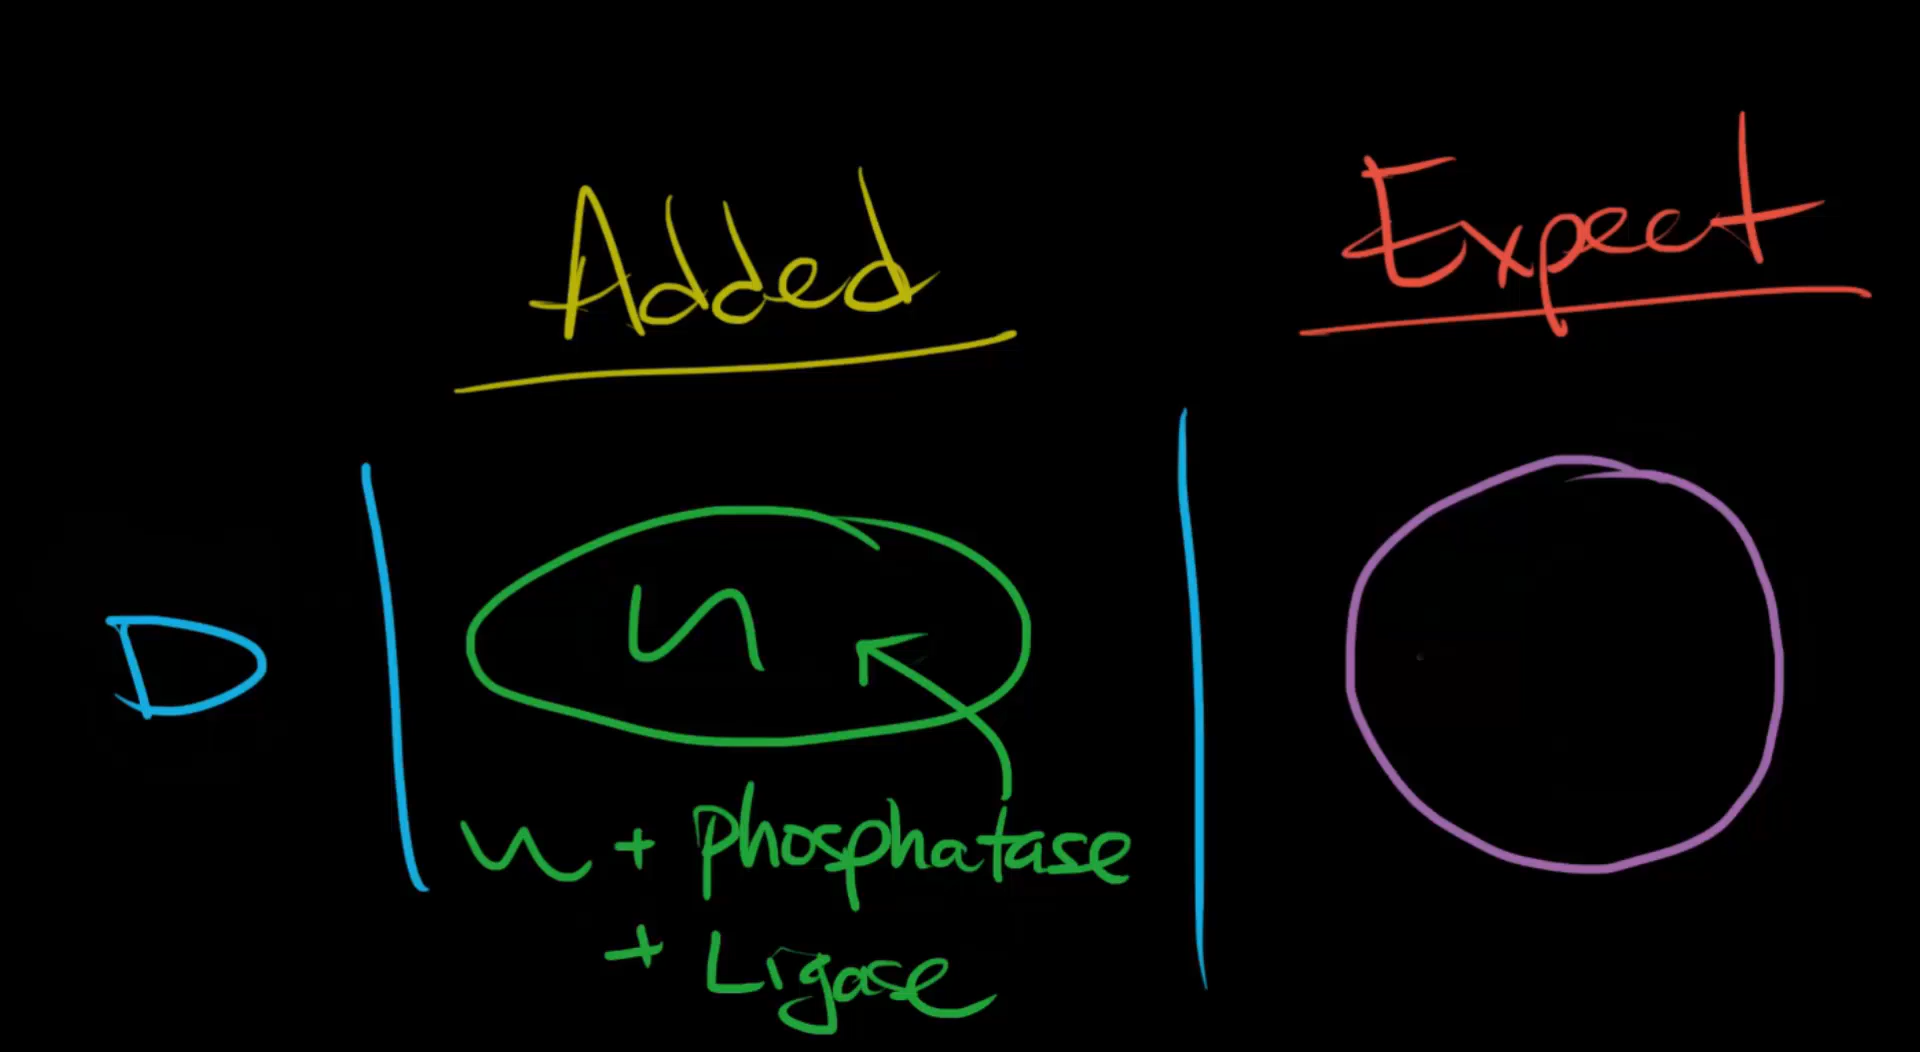 Added
Expect
D
+ phosphatase
+ Ligase